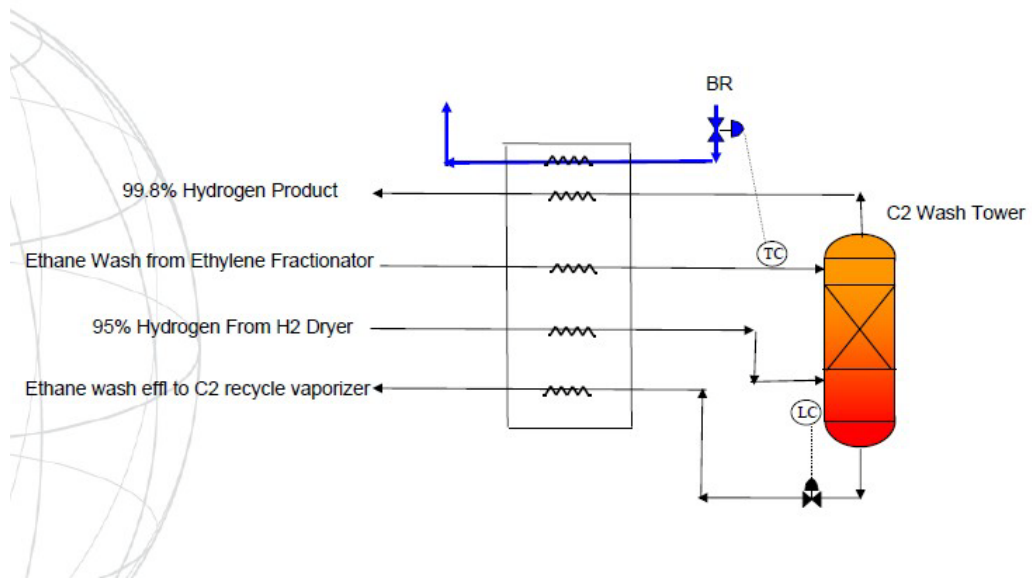 BR
99.8% Hydrogen Product
C2 Wash Tower
Ethane Wash from Ethylene Fractionator
TC
95% Hydrogen From H2 Dryer
Ethane wash effl to C2 recycle vaporizer
LC